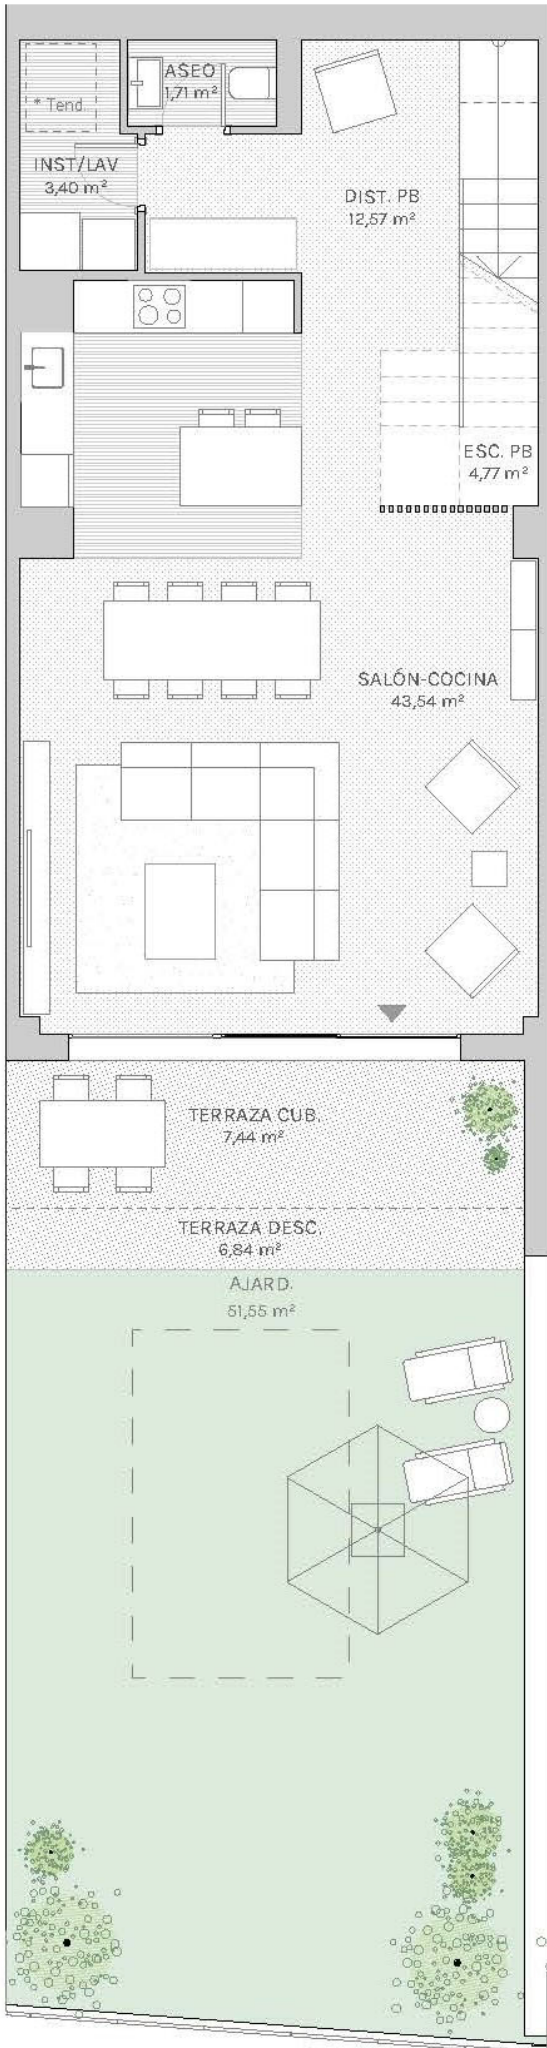 ASEO
1,71 m²
* Tend.
INST/LAV
3,40 m²
DIST. PB
12,57 m²
ESC. PB
4,77 m²
SALÓN-COCINA
43,54 m²
TERRAZA CUB.
7,44 m²
TERRAZA DESC.
6,84 m²
AJARD.
51,55 m²